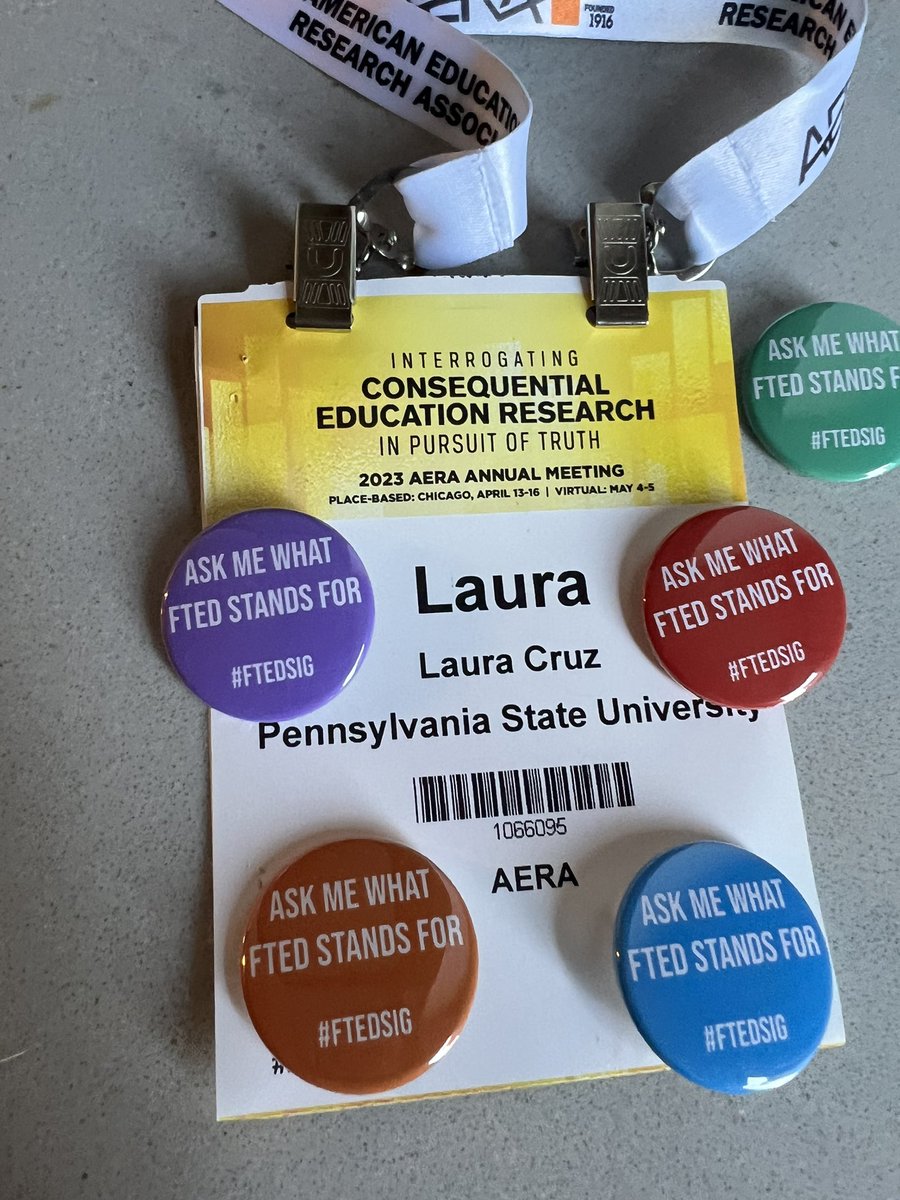 AMERICAN EDUCATION
RESEARCH ASSOCI
FOUNDED
1916
RESEARCH
INTERROGATING
CONSEQUENTIAL
EDUCATION RESEARCH
IN PURSUIT OF TRUTH
2023 AERA ANNUAL MEETING
PLACE-BASED: CHICAGO, APRIL 13-16 | VIRTUAL: MAY 4-5
ASK ME WHAT
FTED STANDS F
#FTEDSIG
ASK ME WHAT
FTED STANDS FOR
#FTEDSIG
Laura
Laura Cruz
Pennsylvania State University
1066095
AERA
ASK ME WHAT
FTED STANDS FOR
#FTEDSIG
ASK ME WHAT
FTED STANDS FOR
#FTEDSIG
ASK ME WHAT
FTED STANDS FOR
#FTEDSIG